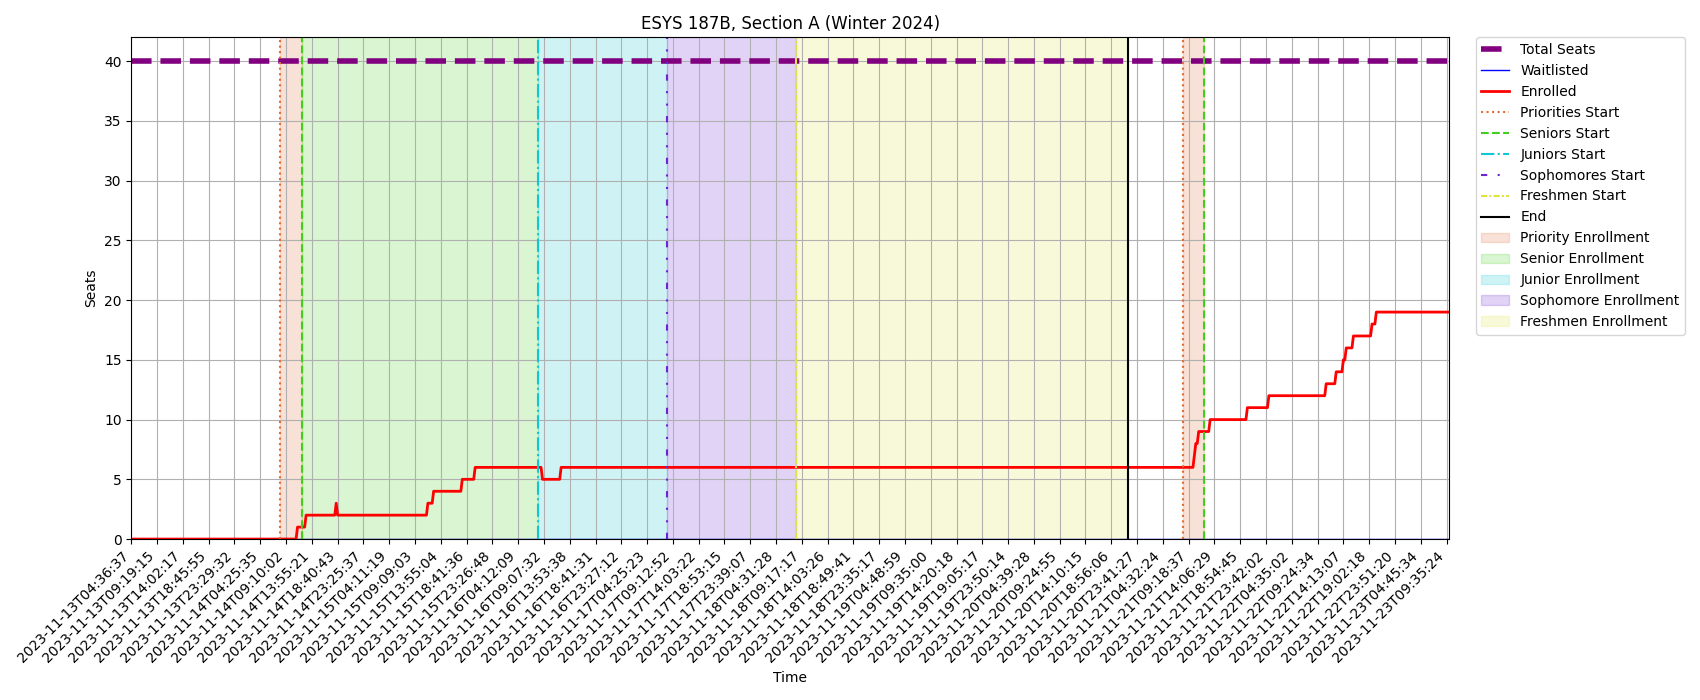 ESYS 187B, Section A (Winter 2024)
Total Seats
Waitlisted
Enrolled
Priorities Start
Seniors Start
Juniors Start
Sophomores Start
Freshmen Start
End
Priority Enrollment
Senior Enrollment
Junior Enrollment
Sophomore Enrollment
Freshmen Enrollment
Seats
40
35
30
25
20
15
10
5
0
2023-11-13T04:36:37
2023-11-13T09:19:15
2023-11-13T14:02:17
2023-11-13T18:45:55
2023-11-13T23:29:32
2023-11-14T04:25:35
2023-11-14T09:10:02
2023-11-14T13:55:21
2023-11-14T18:40:43
2023-11-14T23:25:37
2023-11-15T04:11:19
2023-11-15T09:09:03
2023-11-15T13:55:04
2023-11-15T18:41:36
2023-11-15T23:26:48
2023-11-16T04:12:09
2023-11-16T09:07:32
2023-11-16T13:53:38
2023-11-16T18:41:31
2023-11-16T23:27:12
2023-11-17T04:25:23
2023-11-17T09:12:52
2023-11-17T14:03:22
2023-11-17T18:53:15
2023-11-17T23:39:07
2023-11-18T04:31:28
2023-11-18T09:17:17
2023-11-18T14:03:26
2023-11-18T18:49:41
2023-11-18T23:35:17
2023-11-19T04:48:59
2023-11-19T09:35:00
2023-11-19T14:20:18
2023-11-19T19:05:17
2023-11-19T23:50:14
2023-11-20T04:39:28
2023-11-20T09:24:55
2023-11-20T14:10:15
2023-11-20T18:56:06
2023-11-20T23:41:27
2023-11-21T04:32:24
2023-11-21T09:18:37
2023-11-21T14:06:29
2023-11-21T18:54:45
2023-11-21T23:42:02
2023-11-22T04:35:02
2023-11-22T09:24:34
2023-11-22T14:13:07
2023-11-22T19:02:18
2023-11-22T23:51:20
2023-11-23T04:45:34
2023-11-23T09:35:24
Time